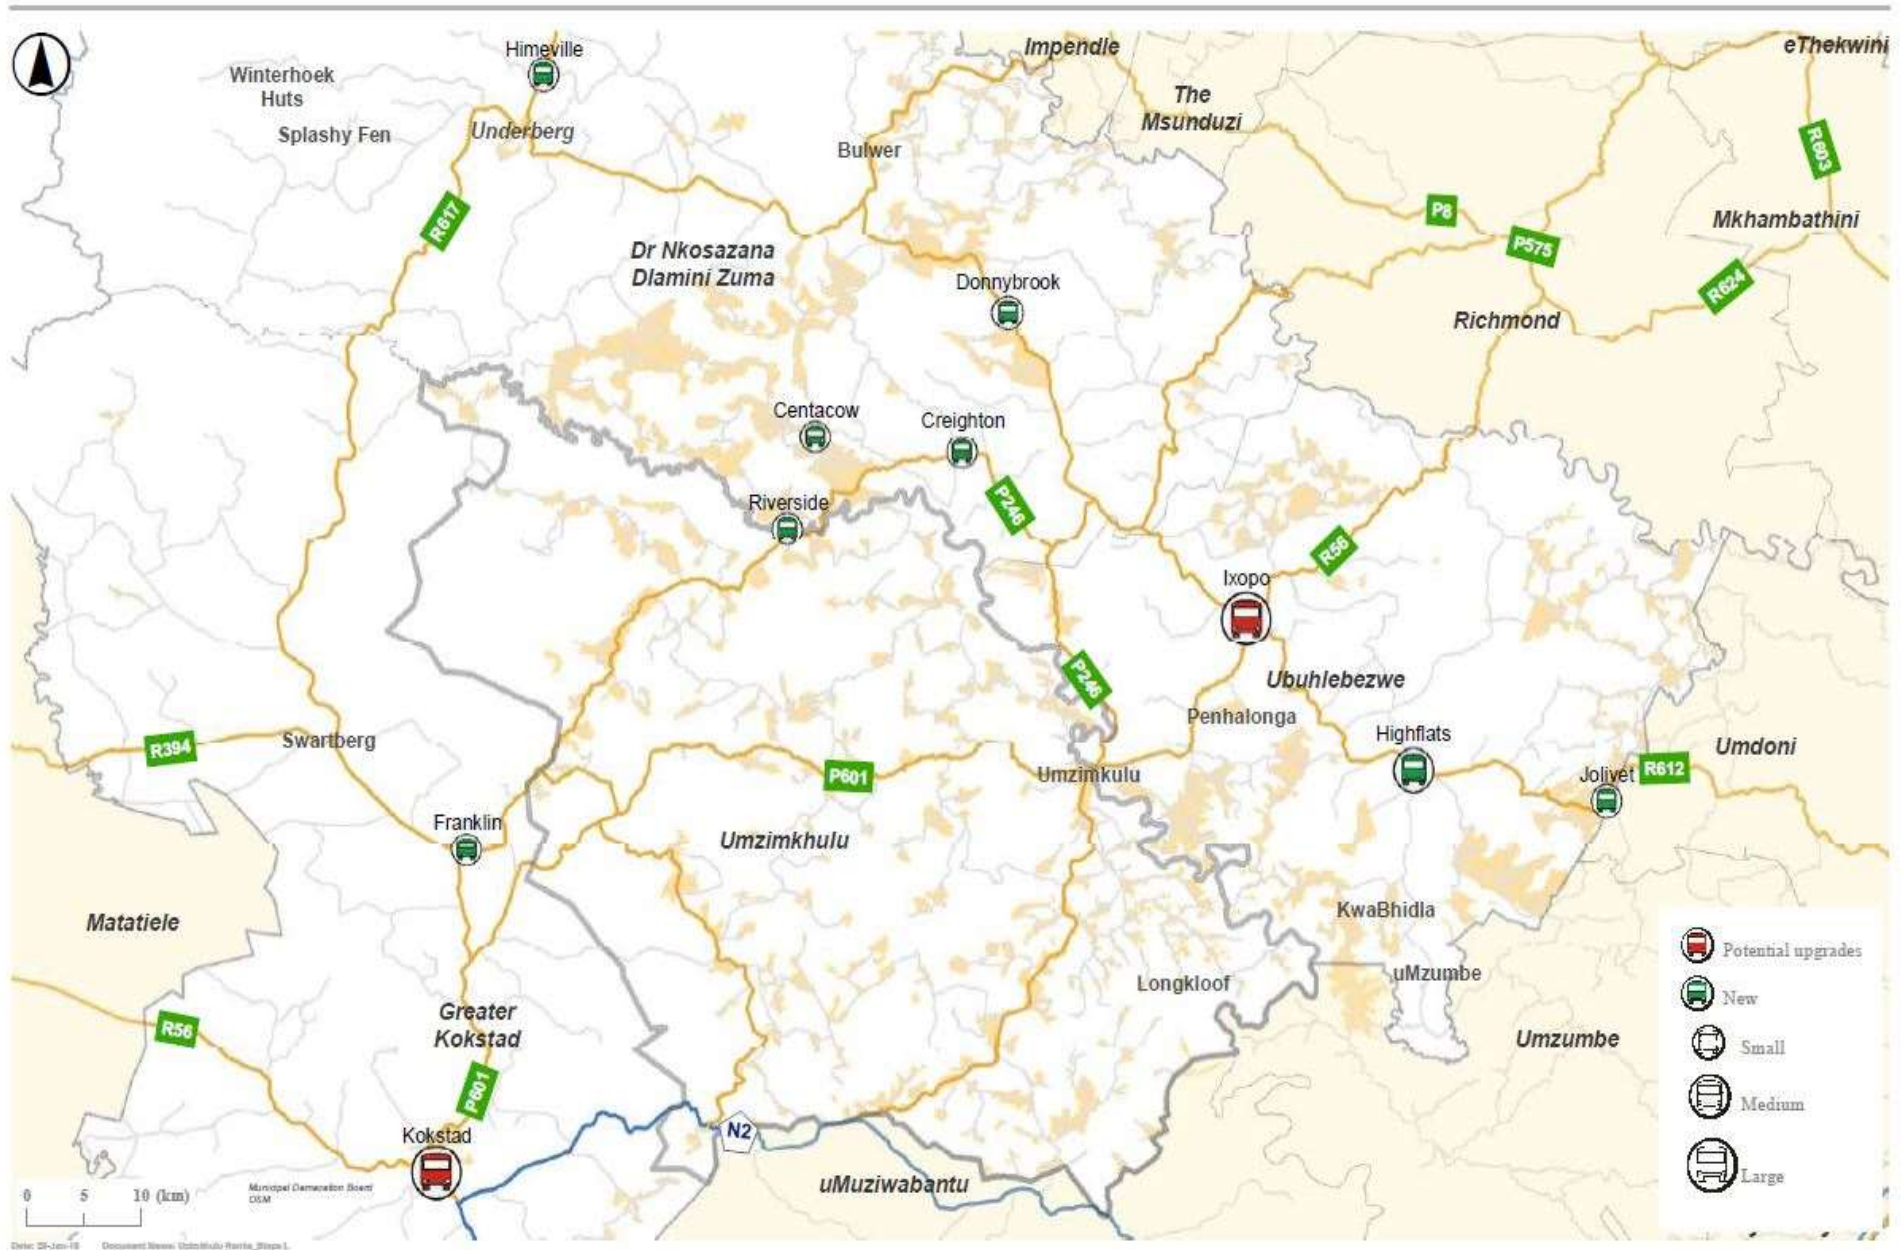 Himeville
Impendle
eThekwini
Winterhoek
Huts
The
Msunduzi
Splashy Fen
Underberg
Bulwer
R603
R617
P8
Mkhambathini
P575
Dr Nkosazana
Dlamini Zuma
Donnybrook
R624
Richmond
Centacow
Creighton
Riverside
P246
R56
Ixopo
P246
Ubuhlebezwe
Penhalonga
Swartberg
R394
Highflats
Umdoni
P601
Umzimkulu
Jolivet
R612
Franklin
Umzimkhulu
Matatiele
KwaBhidla
Potential upgrades
Longkloof
uMzumbe
New
Greater
Kokstad
R56
Umzumbe
Small
P601
Medium
Kokstad
N2
uMuziwabantu
Large
0 5 10 (km)
Municipal Demarcation Board